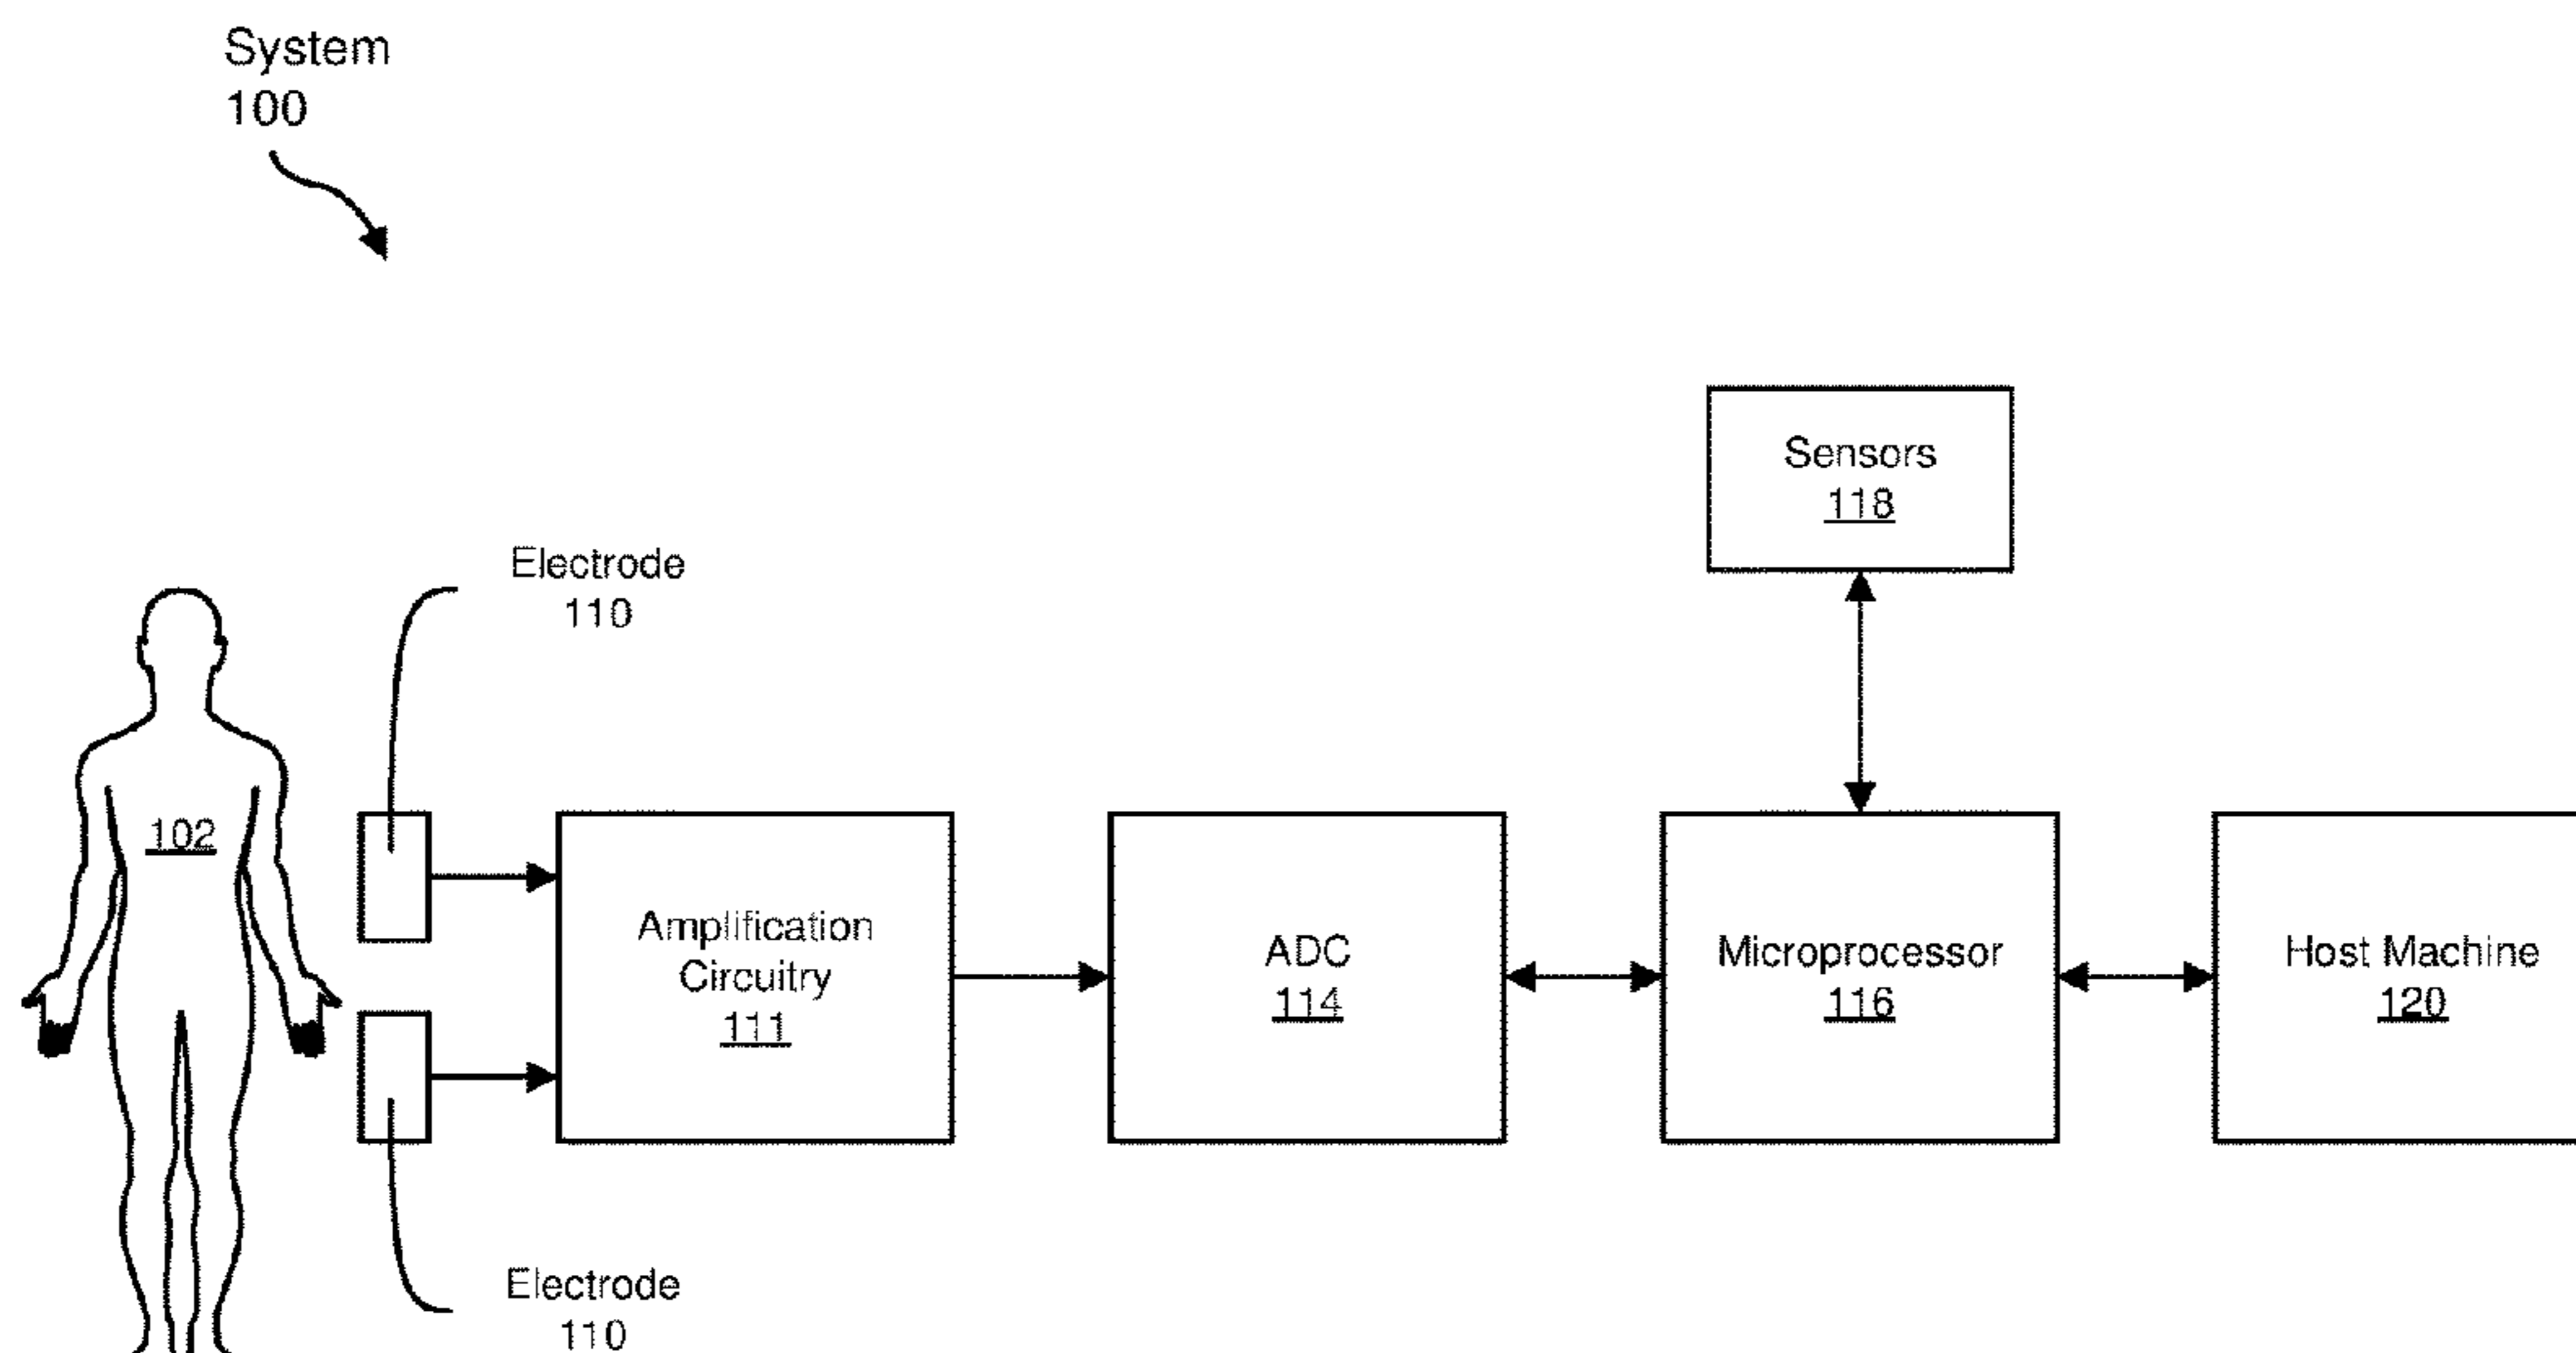 System
100
Sensors
118
Electrode
110
102
Amplification
Circuitry
111
ADC
114
Microprocessor
116
Host Machine
120
Electrode
110